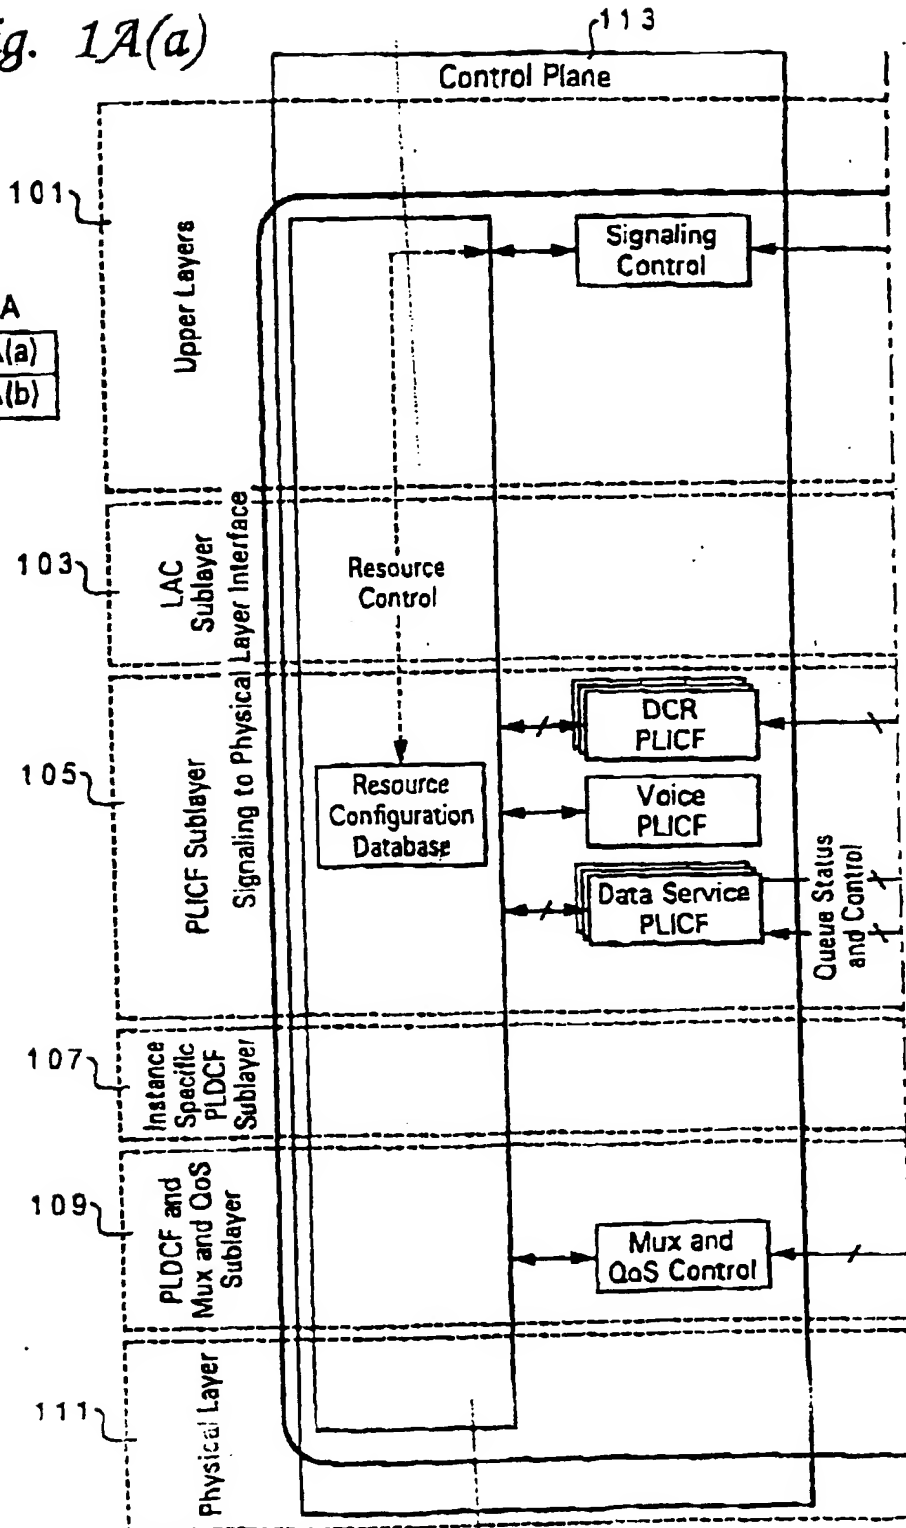 1A(a)
113
Control Plane
101
Upper Layers
Signaling
Control
A
(a)
(b)
103
LAC
Sublayer
Signaling to Physical Layer Interface
Resource
Control
105
PLICF Sublayer
DCR
PLICF
Resource
Configuration
Database
Voice
PLICF
Data Service
PLICF
Queue Status
and Control
107
Instance
Specific
PLDCF
Sublayer
109
PLDCF and
Mux and QoS
Sublayer
Mux and
QoS Control
111
Physical Layer